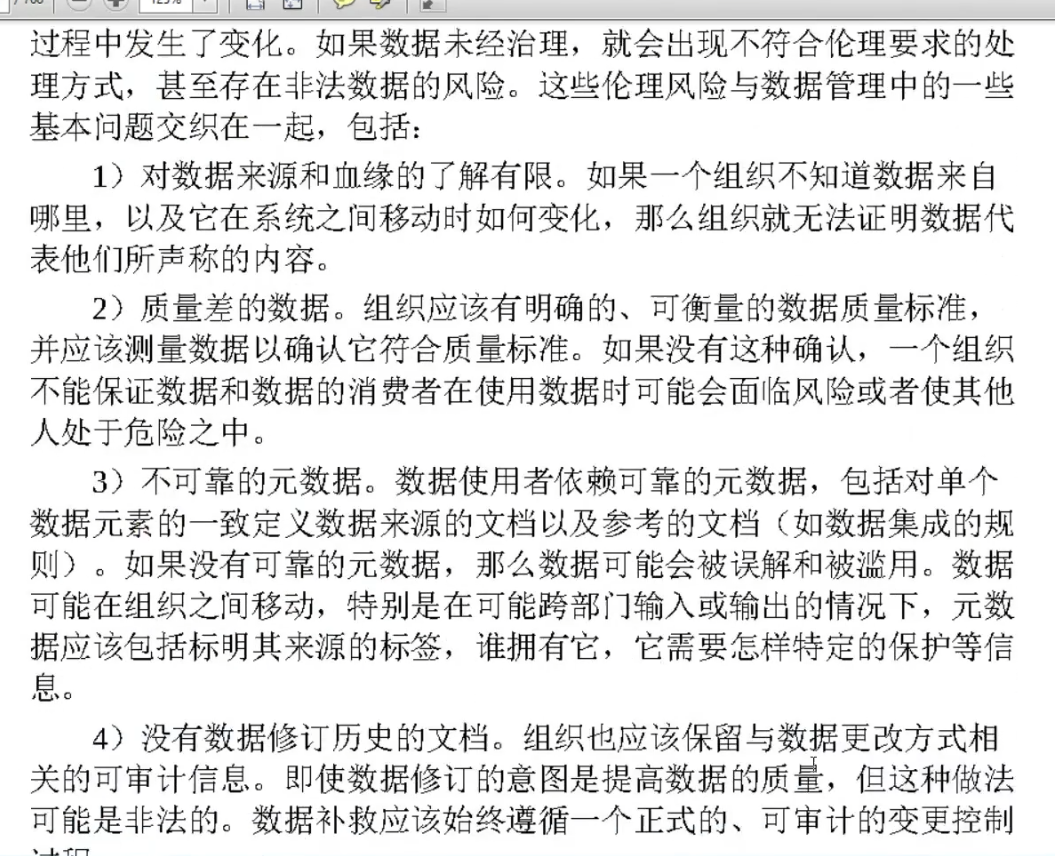 125%
过程中发生了变化。如果数据未经治理，就会出现不符合伦理要求的处
理方式，甚至存在非法数据的风险。这些伦理风险与数据管理中的一些
基本问题交织在一起，包括：
1）对数据来源和血缘的了解有限。如果一个组织不知道数据来自
哪里，以及它在系统之间移动时如何变化，那么组织就无法证明数据代
表他们所声称的内容。
2）质量差的数据。组织应该有明确的、可衡量的数据质量标准，
并应该测量数据以确认它符合质量标准。如果没有这种确认，一个组织
不能保证数据和数据的消费者在使用数据时可能会面临风险或者使其他
人处于危险之中。
3）不可靠的元数据。数据使用者依赖可靠的元数据，包括对单个
数据元素的一致定义数据来源的文档以及参考的文档（如数据集成的规
则）。如果没有可靠的元数据，那么数据可能会被误解和被滥用。数据
可能在组织之间移动，特别是在可能跨部门输入或输出的情况下，元数
据应该包括标明其来源的标签，谁拥有它，它需要怎样特定的保护等信
息。
4）没有数据修订历史的文档。组织也应该保留与数据更改方式相
关的可审计信息。即使数据修订的意图是提高数据的质量，但这种做法
可能是非法的。数据补救应该始终遵循一个正式的、可审计的变更控制